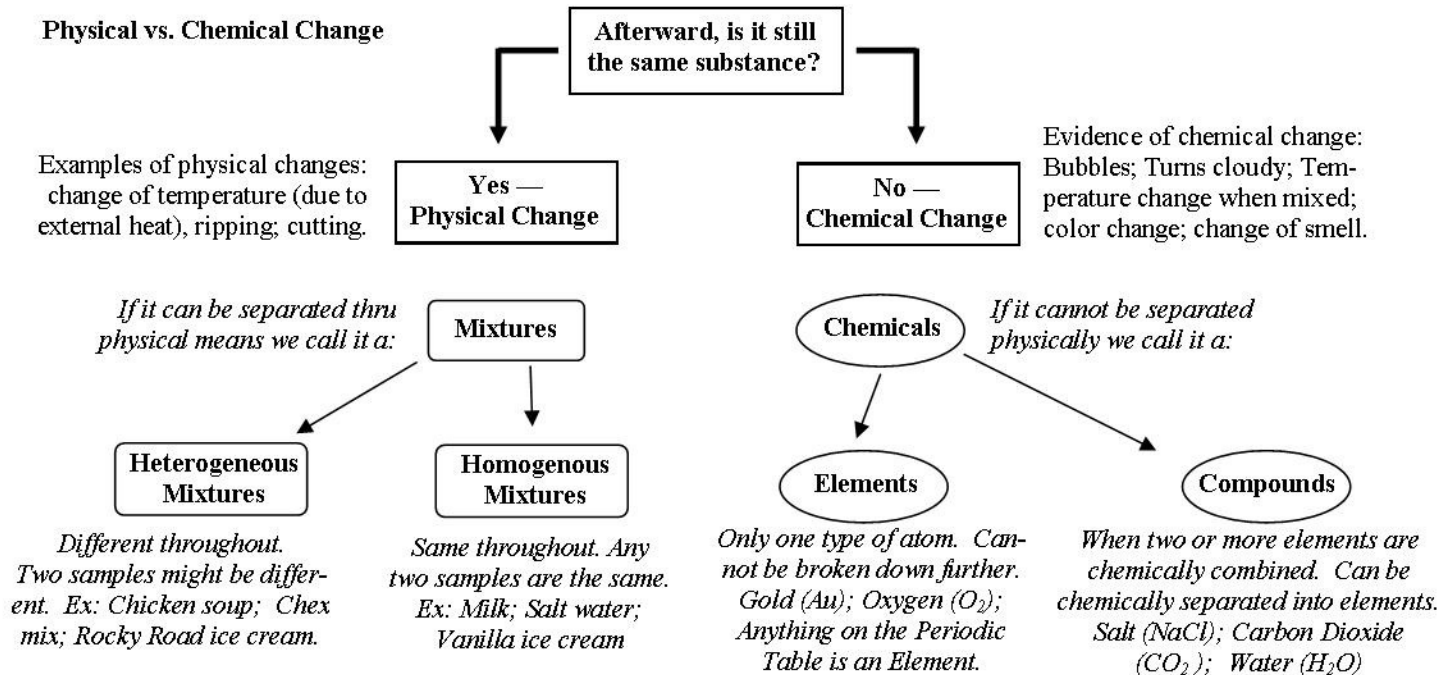 Physical vs. Chemical Change
Afterward, is it still
the same substance?
Examples of physical changes:
change of temperature (due to
external heat), ripping; cutting.
Yes —
Physical Change
No —
Chemical Change
Evidence of chemical change:
Bubbles; Turns cloudy; Tem-
perature change when mixed;
color change; change of smell.
If it can be separated thru
physical means we call it a:
Mixtures
Chemicals
If it cannot be separated
physically we call it a:
Heterogeneous
Mixtures
Homogenous
Mixtures
Elements
Compounds
Different throughout.
Two samples might be differ-
ent. Ex: Chicken soup; Chex
mix; Rocky Road ice cream.
Same throughout. Any
two samples are the same.
Ex: Milk; Salt water;
Vanilla ice cream
Only one type of atom. Can-
not be broken down further.
Gold (Au); Oxygen (O₂);
Anything on the Periodic
Table is an Element.
When two or more elements are
chemically combined. Can be
chemically separated into elements.
Salt (NaCl); Carbon Dioxide
(CO₂); Water (H₂O)